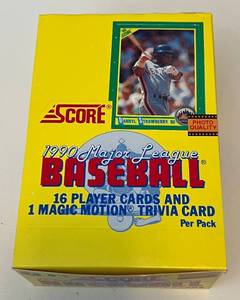 DARRYL STRAWBERRY RF
PHOTO
QUALITY
SCORE®
1990 Major League
BASEBALL
16 PLAYER CARDS AND
1 MAGIC MOTION® TRIVIA CARD
Per Pack